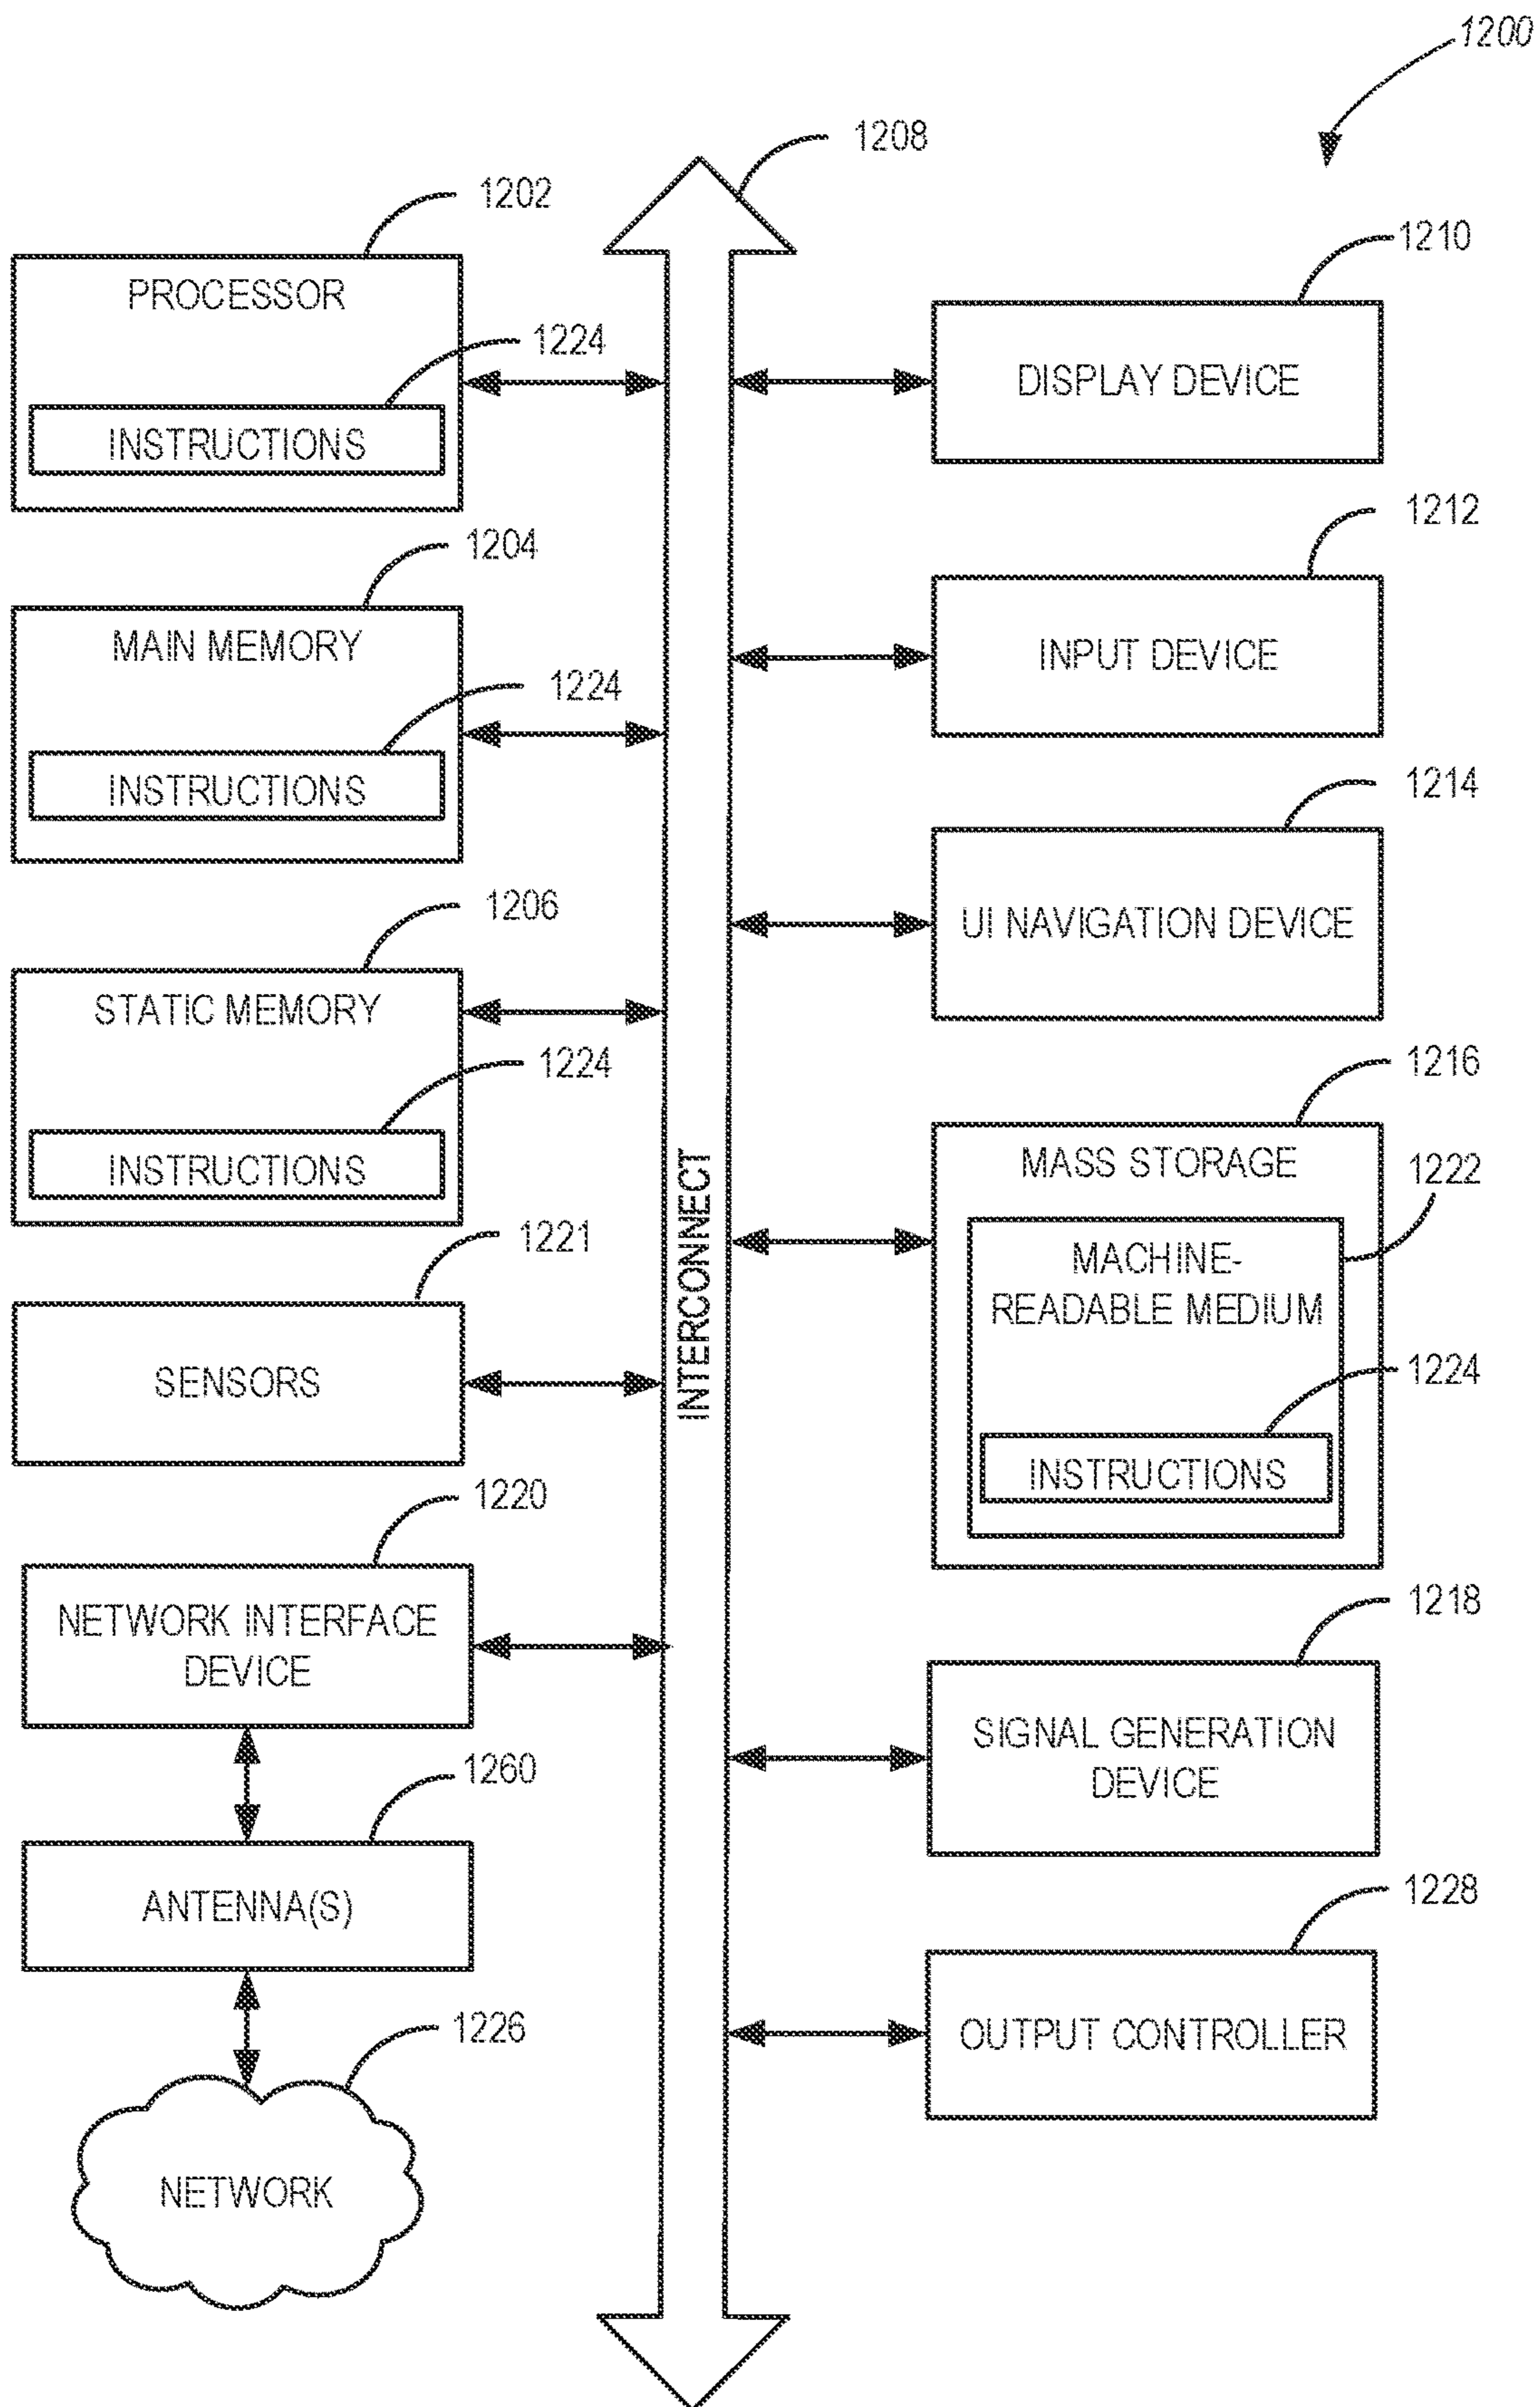 1200
1208
1202
PROCESSOR
1224
INSTRUCTIONS
1204
MAIN MEMORY
1224
INSTRUCTIONS
1206
STATIC MEMORY
1224
INSTRUCTIONS
1221
SENSORS
1220
NETWORK INTERFACE
DEVICE
1260
ANTENNA(S)
1226
NETWORK
INTERCONNECT
1210
DISPLAY DEVICE
1212
INPUT DEVICE
1214
UI NAVIGATION DEVICE
1216
MASS STORAGE
1222
MACHINE-
READABLE MEDIUM
1224
INSTRUCTIONS
1218
SIGNAL GENERATION
DEVICE
1228
OUTPUT CONTROLLER